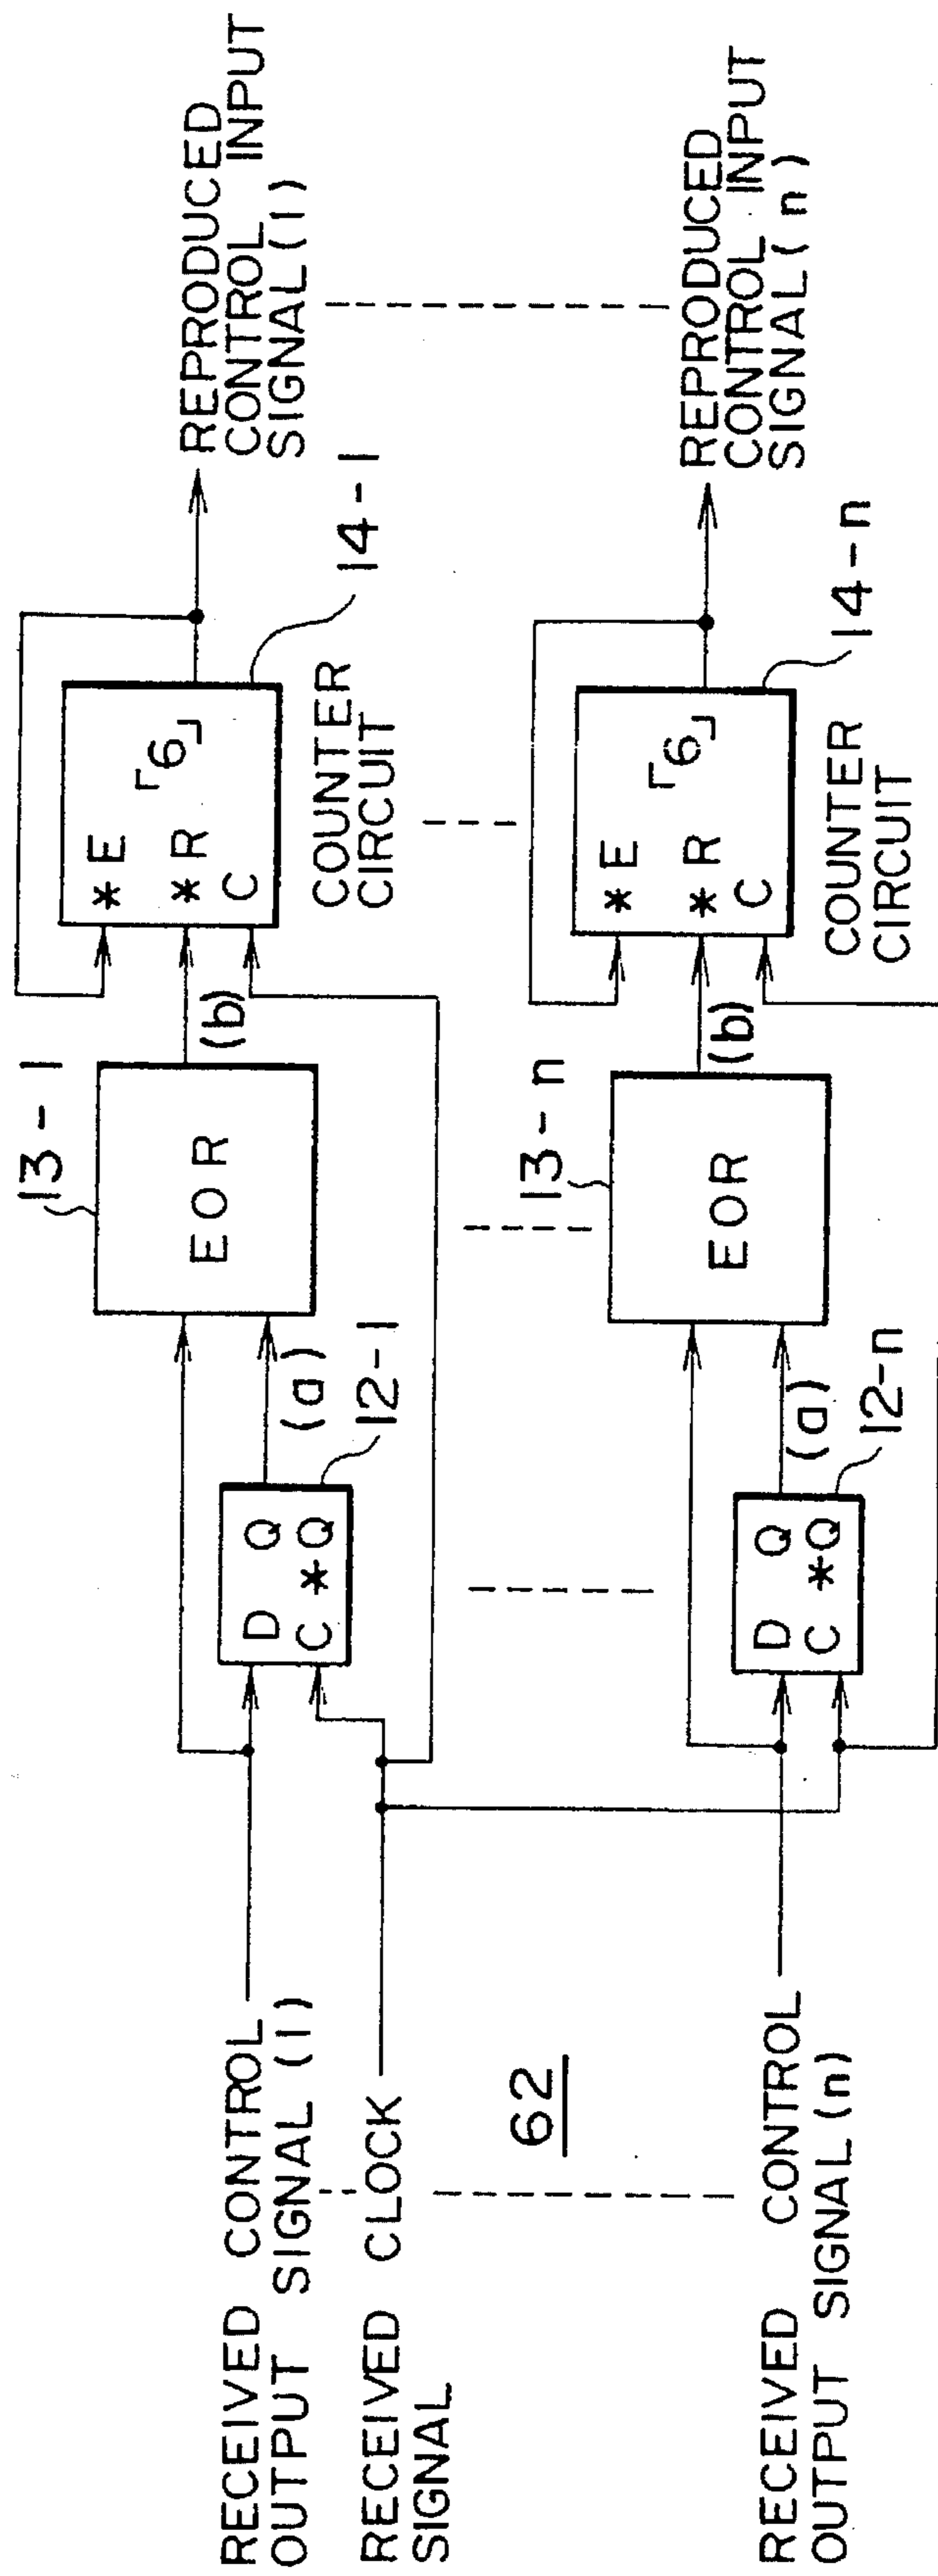 RECEIVED CONTROL
OUTPUT SIGNAL (1)
RECEIVED CLOCK
SIGNAL
62
RECEIVED CONTROL
OUTPUT SIGNAL (n)
D Q
C *Q
(a)
12-1
13-1
EOR
(b)
*E
*R
C
「6」
COUNTER
CIRCUIT
14-1
REPRODUCED
CONTROL INPUT
SIGNAL (1)
D Q
C *Q
(a)
12-n
13-n
EOR
(b)
*E
*R
C
「6」
COUNTER
CIRCUIT
14-n
REPRODUCED
CONTROL INPUT
SIGNAL (n)